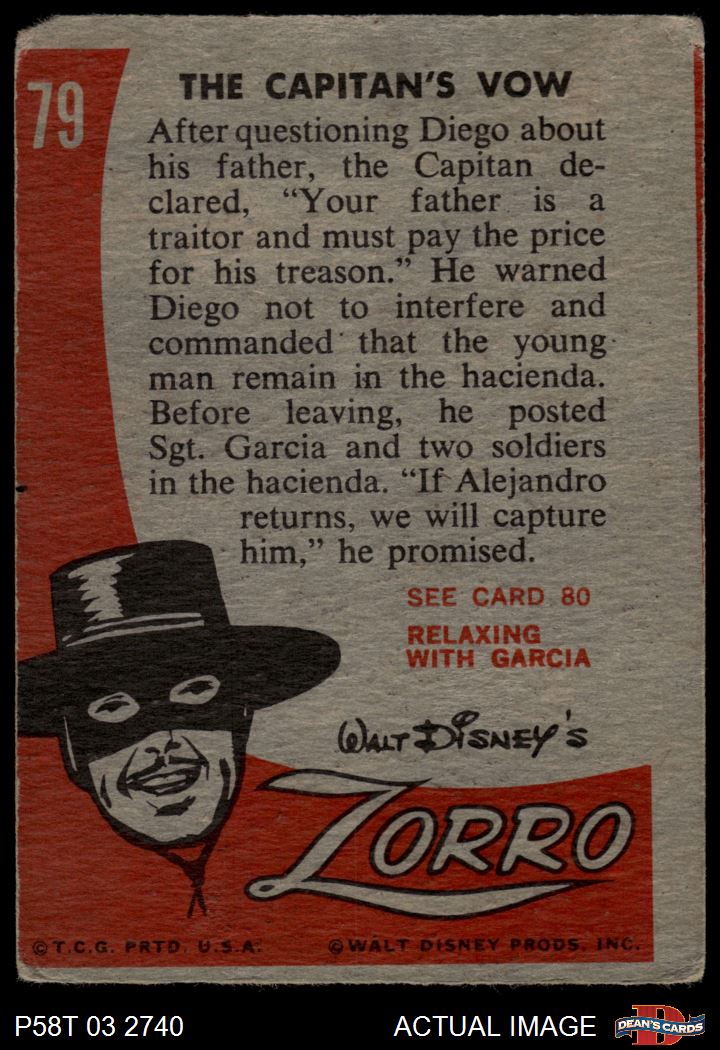 79
THE CAPITAN'S VOW
After questioning Diego about
his father, the Capitan de-
clared, “Your father is a
traitor and must pay the price
for his treason.” He warned
Diego not to interfere and
commanded that the young
man remain in the hacienda.
Before leaving, he posted
Sgt. Garcia and two soldiers
in the hacienda. “If Alejandro
returns, we will capture
him,” he promised.
SEE CARD 80
RELAXING
WITH GARCIA
WALT DISNEY'S
ZORRO
© T.C.G. PRTD. U.S.A.
© WALT DISNEY PRODS. INC.
P58T 03 2740
ACTUAL IMAGE
D
DEAN'S CARDS